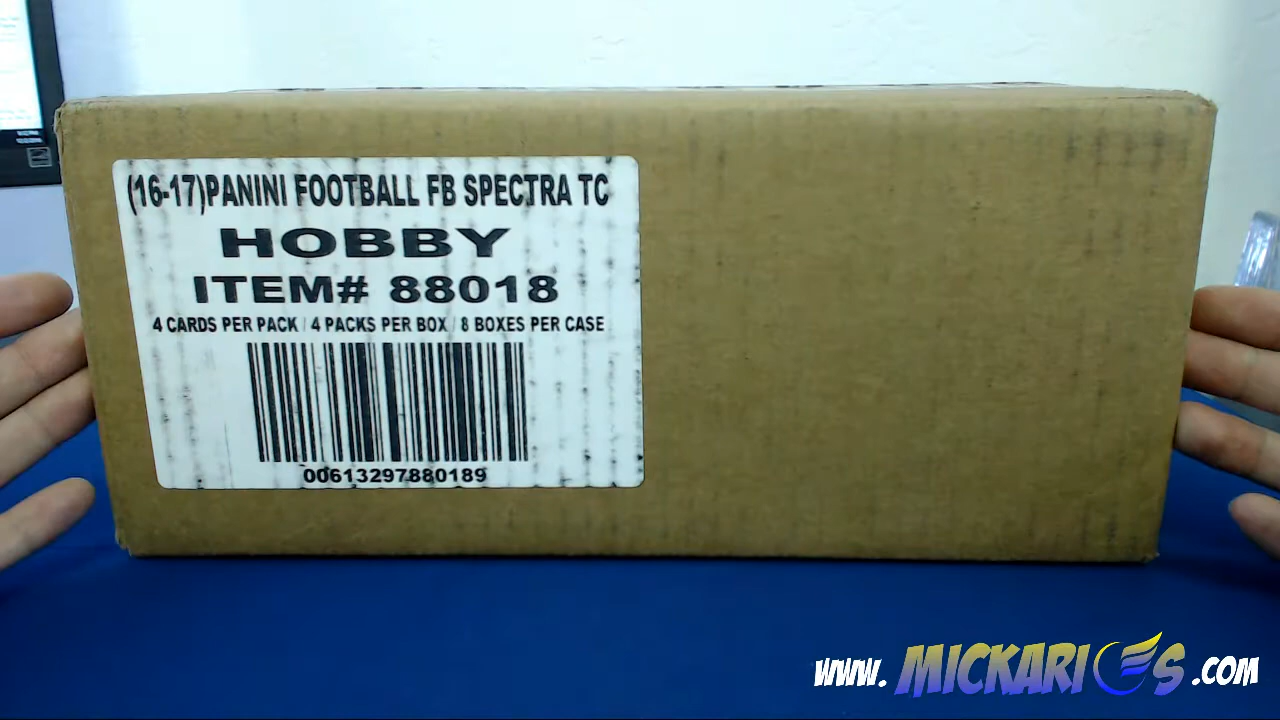 (16-17)PANINI FOOTBALL FB SPECTRA TC
HOBBY
ITEM# 88018
4 CARDS PER PACK / 4 PACKS PER BOX / 8 BOXES PER CASE
00613297880189
www.MICKARIES.com